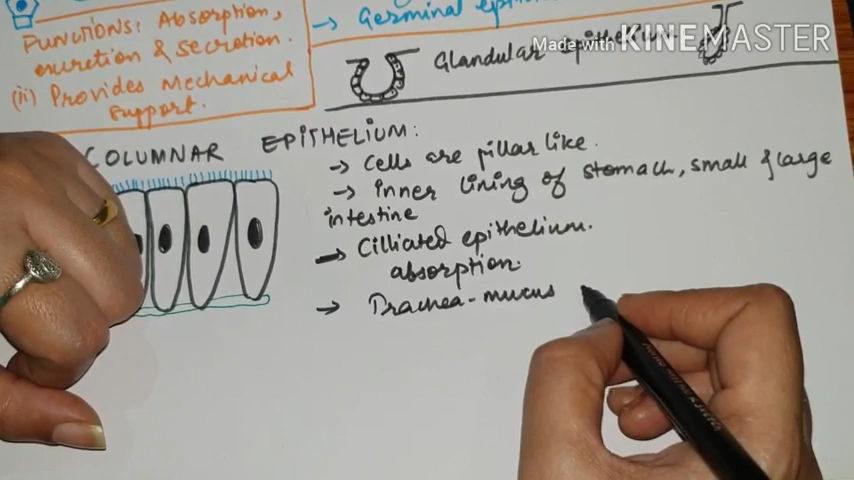 Functions: Absorption,
excretion & secretion.
(ii) Provides Mechanical
support.
→ Germinal
Glandular epithelium
Made with KINEMASTER
COLUMNAR EPITHELIUM:
→ Cells are pillar like.
→ inner lining of stomach, small & large
intestine
→ Cilliated epithelium.
absorption.
→ Trachea-mucus